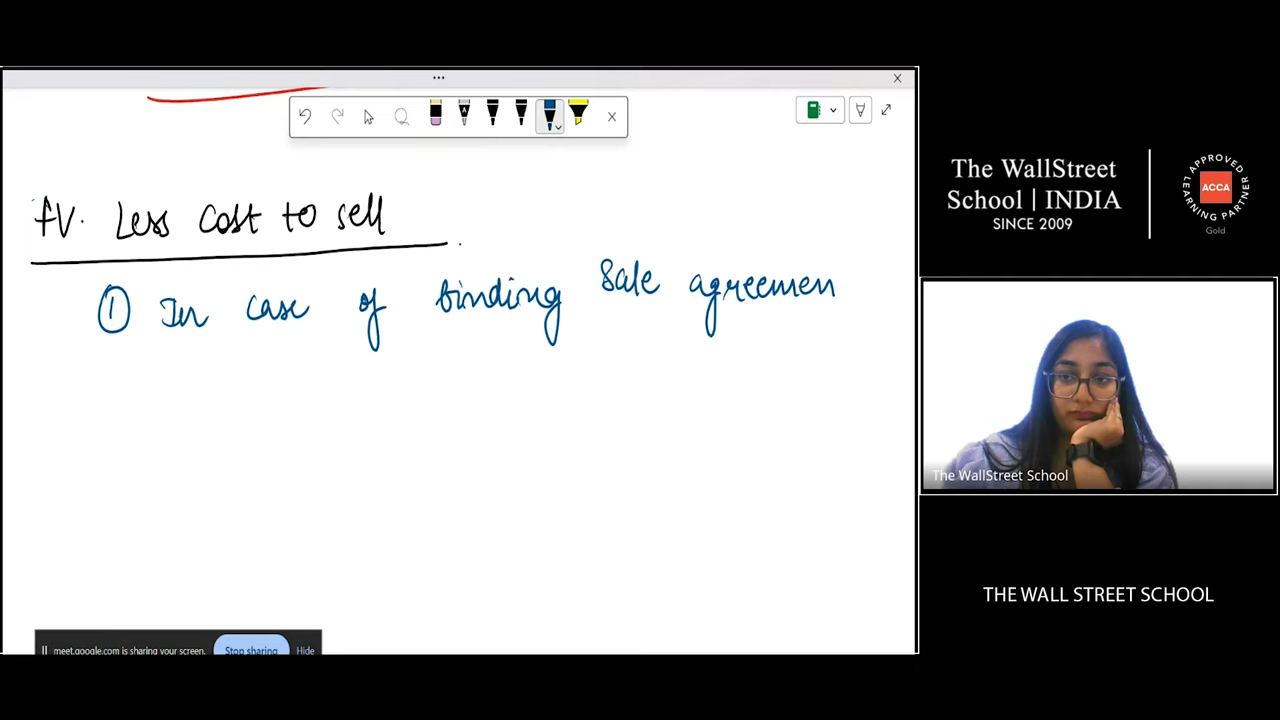 FV. Less Cost to sell
① In case of binding Sale agreemen
The WallStreet
School | INDIA
SINCE 2009
APPROVED
ACCA
LEARNING PARTNER
Gold
The WallStreet School
THE WALL STREET SCHOOL
meet.google.com is sharing your screen. Stop sharing Hide